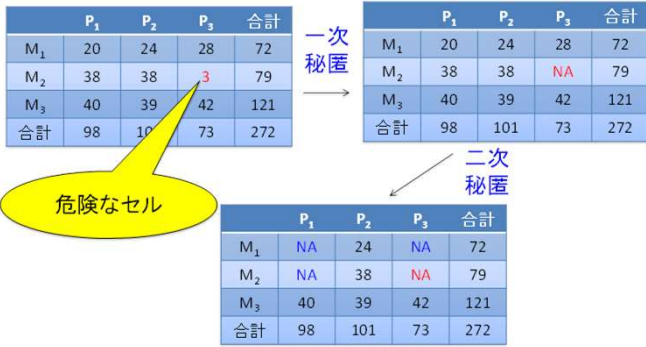 P₁ P₂ P₃ 合計
M₁ 20 24 28 72
M₂ 38 38 3 79
M₃ 40 39 42 121
合計 98 10 73 272
危険なセル
一次
秘匿
P₁ P₂ P₃ 合計
M₁ 20 24 28 72
M₂ 38 38 NA 79
M₃ 40 39 42 121
合計 98 101 73 272
二次
秘匿
P₁ P₂ P₃ 合計
M₁ NA 24 NA 72
M₂ NA 38 NA 79
M₃ 40 39 42 121
合計 98 101 73 272